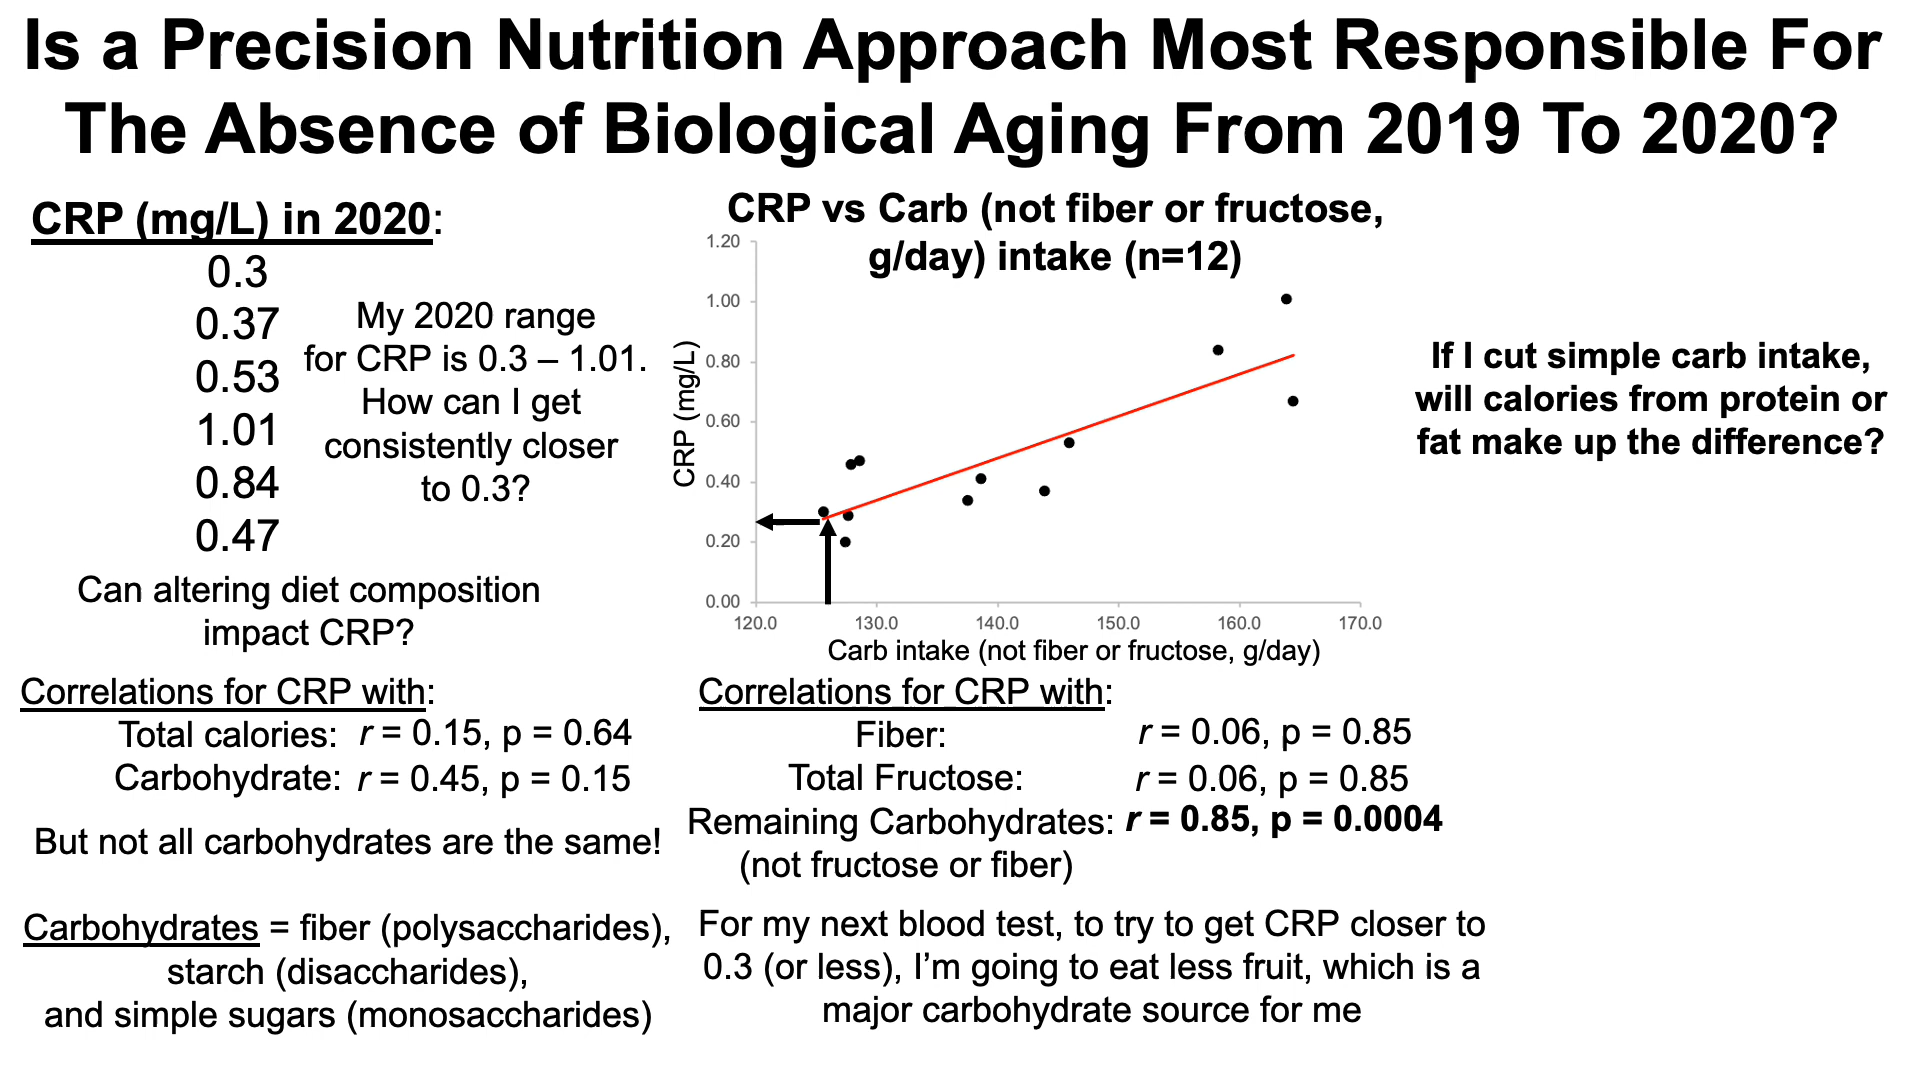 Is a Precision Nutrition Approach Most Responsible For
The Absence of Biological Aging From 2019 To 2020?
CRP (mg/L) in 2020:
0.3
0.37
0.53
1.01
0.84
0.47
My 2020 range
for CRP is 0.3 – 1.01.
How can I get
consistently closer
to 0.3?
Can altering diet composition
impact CRP?
Correlations for CRP with:
Total calories: r = 0.15, p = 0.64
Carbohydrate: r = 0.45, p = 0.15
But not all carbohydrates are the same!
Carbohydrates = fiber (polysaccharides),
starch (disaccharides),
and simple sugars (monosaccharides)
CRP vs Carb (not fiber or fructose,
g/day) intake (n=12)
CRP (mg/L)
1.20
1.00
0.80
0.60
0.40
0.20
0.00
120.0 130.0 140.0 150.0 160.0 170.0
Carb intake (not fiber or fructose, g/day)
Correlations for CRP with:
Fiber: r = 0.06, p = 0.85
Total Fructose: r = 0.06, p = 0.85
Remaining Carbohydrates: r = 0.85, p = 0.0004
(not fructose or fiber)
For my next blood test, to try to get CRP closer to
0.3 (or less), I’m going to eat less fruit, which is a
major carbohydrate source for me
If I cut simple carb intake,
will calories from protein or
fat make up the difference?